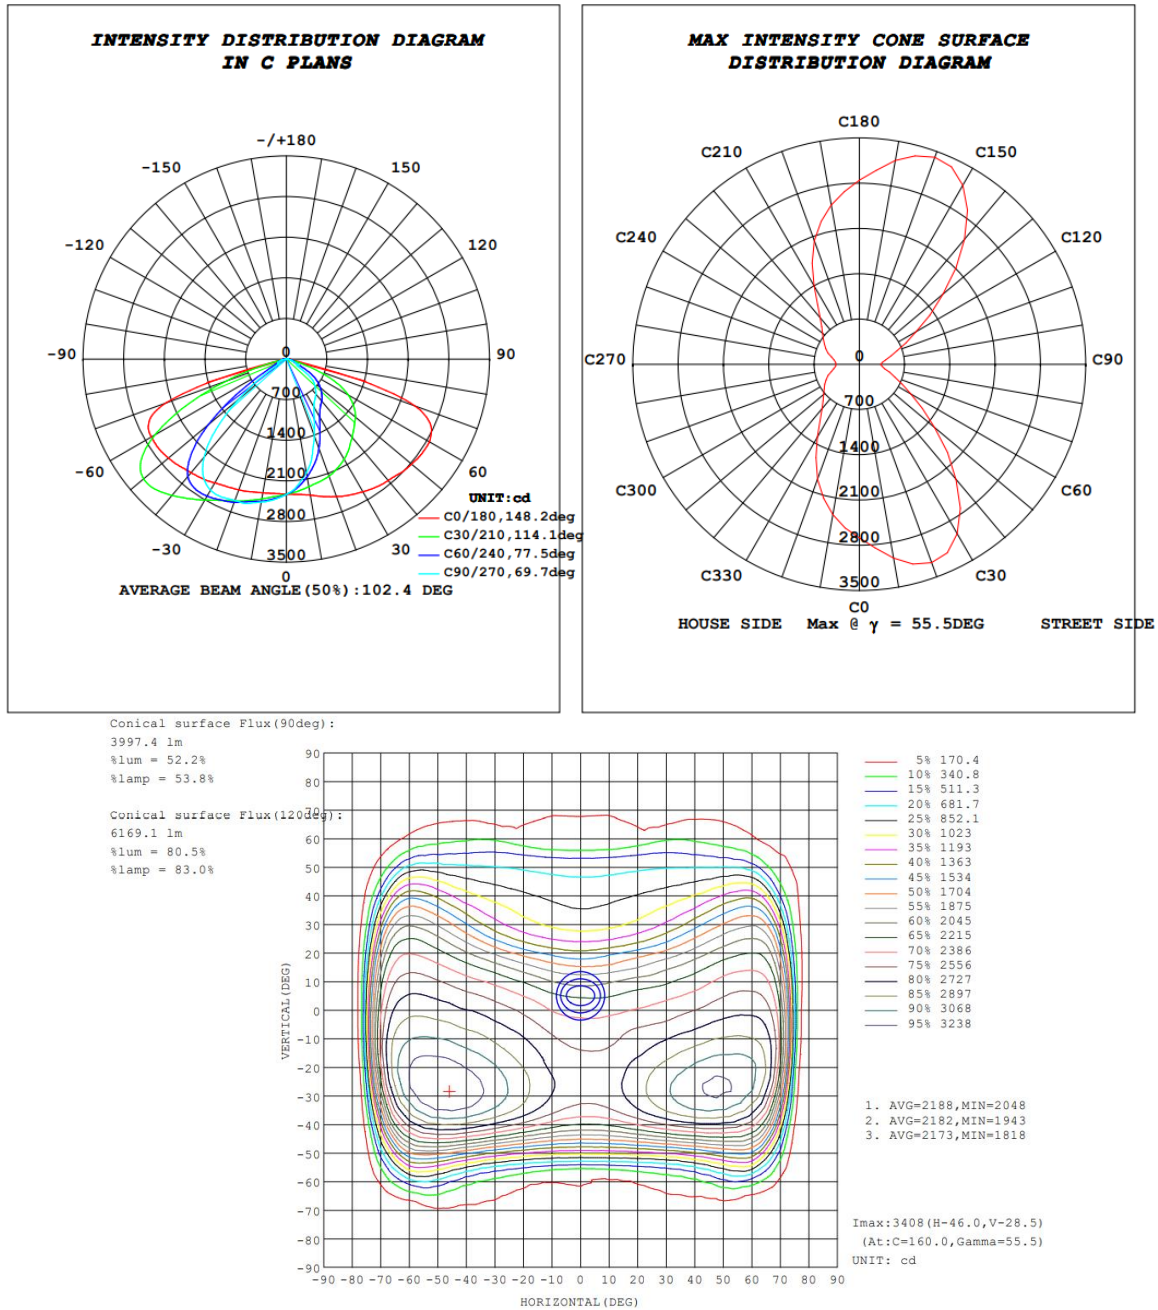 INTENSITY DISTRIBUTION DIAGRAM
IN C PLANS
-/+180
-150
150
-120
120
-90
90
0
700
1400
-60
60
2100
UNIT:cd
C0/180,148.2deg
2800
C30/210,114.1deg
-30
30
3500
C60/240,77.5deg
0
C90/270,69.7deg
AVERAGE BEAM ANGLE(50%):102.4 DEG
MAX INTENSITY CONE SURFACE
DISTRIBUTION DIAGRAM
C180
C210
C150
C240
C120
C270
C90
0
700
1400
C300
C60
2100
2800
C330
C30
3500
C0
HOUSE SIDE Max @ γ = 55.5DEG STREET SIDE
Conical surface Flux(90deg):
3997.4 lm
%lum = 52.2%
%lamp = 53.8%
Conical surface Flux(120deg):
6169.1 lm
%lum = 80.5%
%lamp = 83.0%
90
80
70
60
50
40
30
20
10
0
-10
-20
-30
-40
-50
-60
-70
-80
-90
VERTICAL(DEG)
-90 -80 -70 -60 -50 -40 -30 -20 -10 0 10 20 30 40 50 60 70 80 90
HORIZONTAL(DEG)
5% 170.4
10% 340.8
15% 511.3
20% 681.7
25% 852.1
30% 1023
35% 1193
40% 1363
45% 1534
50% 1704
55% 1875
60% 2045
65% 2215
70% 2386
75% 2556
80% 2727
85% 2897
90% 3068
95% 3238
1. AVG=2188,MIN=2048
2. AVG=2182,MIN=1943
3. AVG=2173,MIN=1818
Imax:3408(H-46.0,V-28.5)
(At:C=160.0,Gamma=55.5)
UNIT: cd